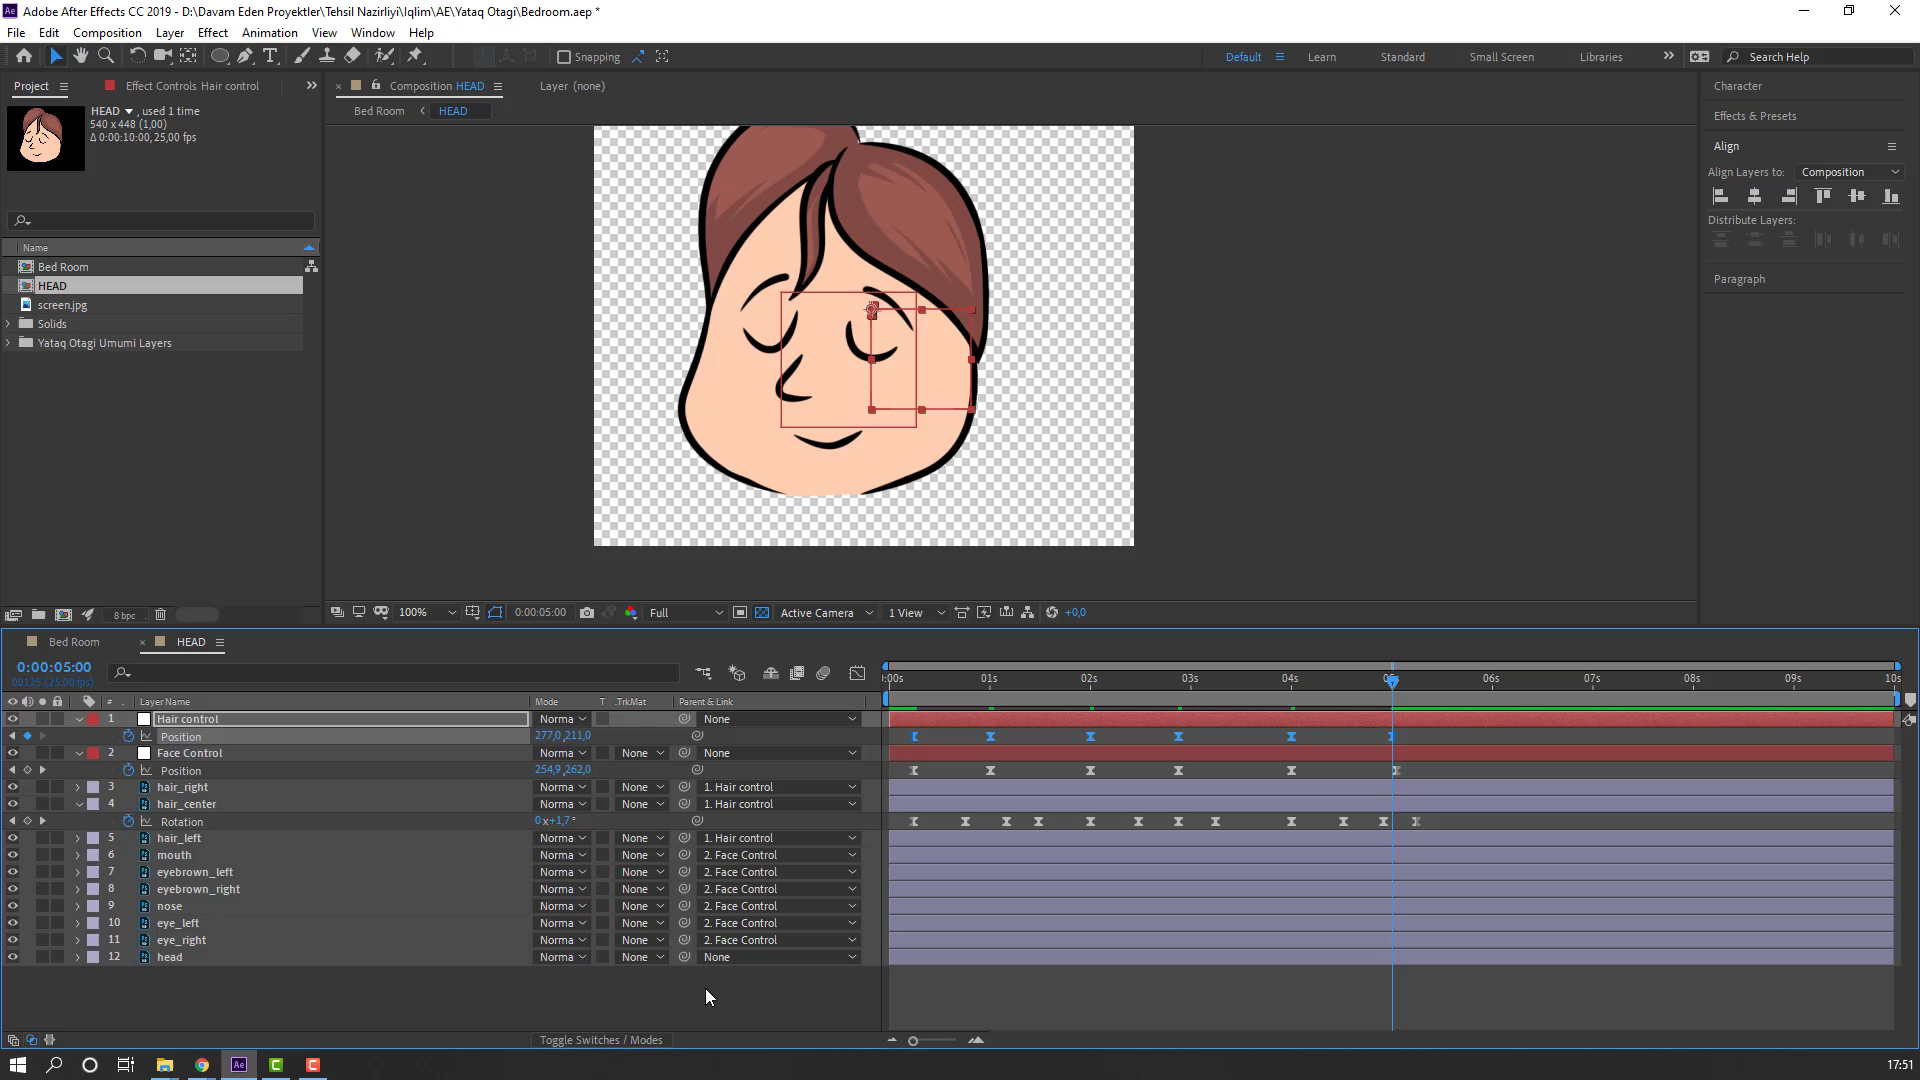 Adobe After Effects CC 2019 - D:\Davam Eden Proyektler\Tehsil Nazirliyi\Iqlim\AE\Yataq Otagi\Bedroom.aep *
File Edit Composition Layer Effect Animation View Window Help
Snapping Default Learn Standard Small Screen Libraries Search Help
Project Effect Controls Hair control Composition HEAD Layer (none) Character
HEAD , used 1 time Bed Room HEAD
540 x 448 (1,00) Effects & Presets
Δ 0:00:10:00, 25,00 fps
Align
Align Layers to: Composition
Distribute Layers:
Name
Bed Room
HEAD
screen.jpg
Solids
Yataq Otagi Umumi Layers
Paragraph
8 bpc 100% 0:00:05:00 Full Active Camera 1 View +0,0
Bed Room HEAD
0:00:05:00
00125 (25.00 fps)
:00s 01s 02s 03s 04s 06s 07s 08s 09s 10s
# . Layer Name Mode T .TrkMat Parent & Link
1 Hair control Norma None
Position 277,0,211,0
2 Face Control Norma None None
Position 254,9,262,0
3 hair_right Norma None 1. Hair control
4 hair_center Norma None 1. Hair control
Rotation 0x+1,7°
5 hair_left Norma None 1. Hair control
6 mouth Norma None 2. Face Control
7 eyebrown_left Norma None 2. Face Control
8 eyebrown_right Norma None 2. Face Control
9 nose Norma None 2. Face Control
10 eye_left Norma None 2. Face Control
11 eye_right Norma None 2. Face Control
12 head Norma None None
Toggle Switches / Modes
17:51